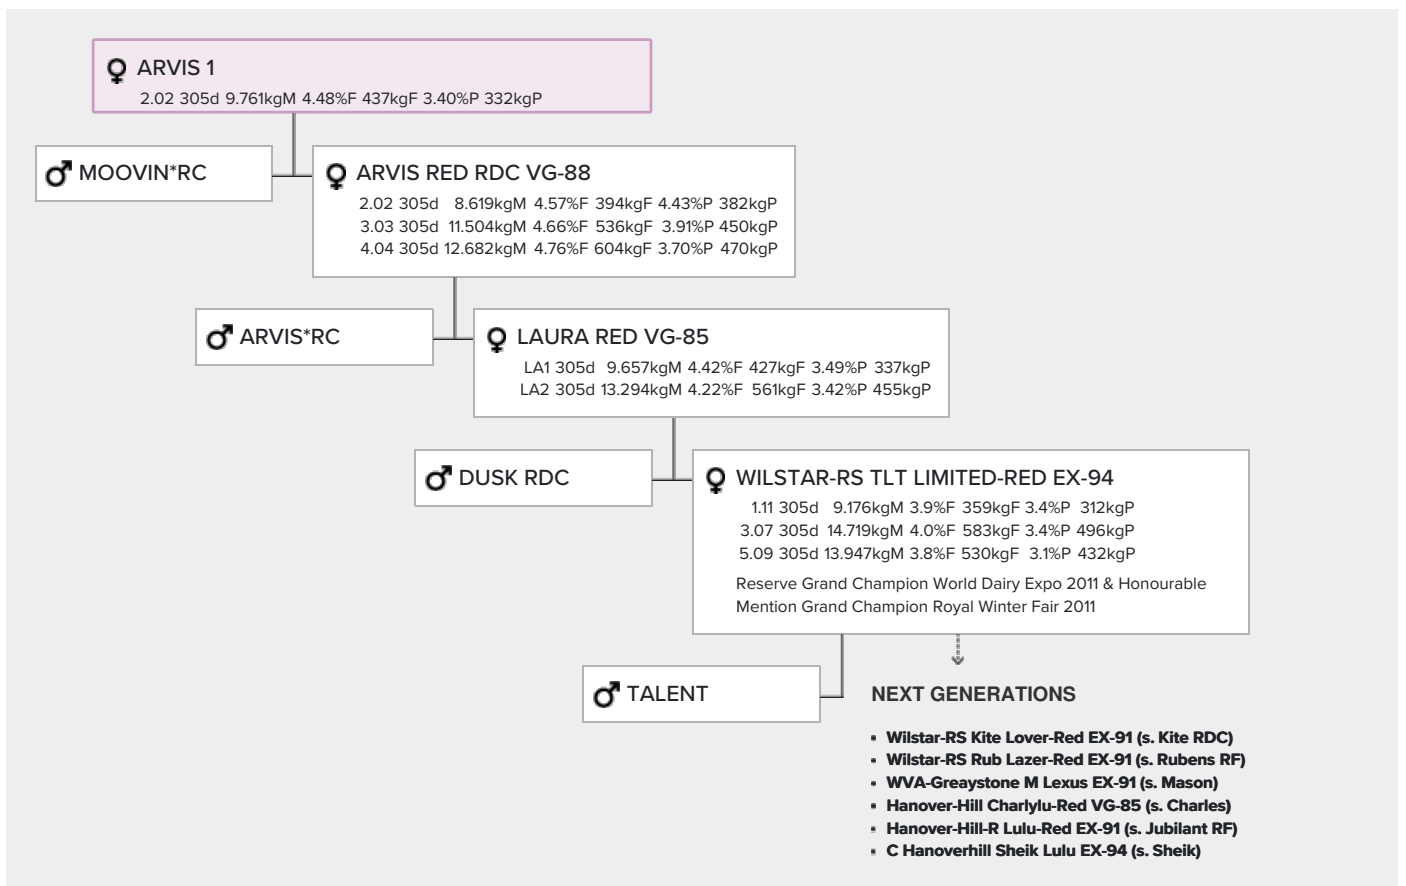 ARVIS 1
2.02 305d 9.761kgM 4.48%F 437kgF 3.40%P 332kgP
MOOVIN*RC
ARVIS RED RDC VG-88
2.02 305d 8.619kgM 4.57%F 394kgF 4.43%P 382kgP
3.03 305d 11.504kgM 4.66%F 536kgF 3.91%P 450kgP
4.04 305d 12.682kgM 4.76%F 604kgF 3.70%P 470kgP
ARVIS*RC
LAURA RED VG-85
LA1 305d 9.657kgM 4.42%F 427kgF 3.49%P 337kgP
LA2 305d 13.294kgM 4.22%F 561kgF 3.42%P 455kgP
DUSK RDC
WILSTAR-RS TLT LIMITED-RED EX-94
1.11 305d 9.176kgM 3.9%F 359kgF 3.4%P 312kgP
3.07 305d 14.719kgM 4.0%F 583kgF 3.4%P 496kgP
5.09 305d 13.947kgM 3.8%F 530kgF 3.1%P 432kgP
Reserve Grand Champion World Dairy Expo 2011 & Honourable
Mention Grand Champion Royal Winter Fair 2011
TALENT
NEXT GENERATIONS
Wilstar-RS Kite Lover-Red EX-91 (s. Kite RDC)
Wilstar-RS Rub Lazer-Red EX-91 (s. Rubens RF)
WVA-Greaystone M Lexus EX-91 (s. Mason)
Hanover-Hill Charlylu-Red VG-85 (s. Charles)
Hanover-Hill-R Lulu-Red EX-91 (s. Jubilant RF)
C Hanoverhill Sheik Lulu EX-94 (s. Sheik)